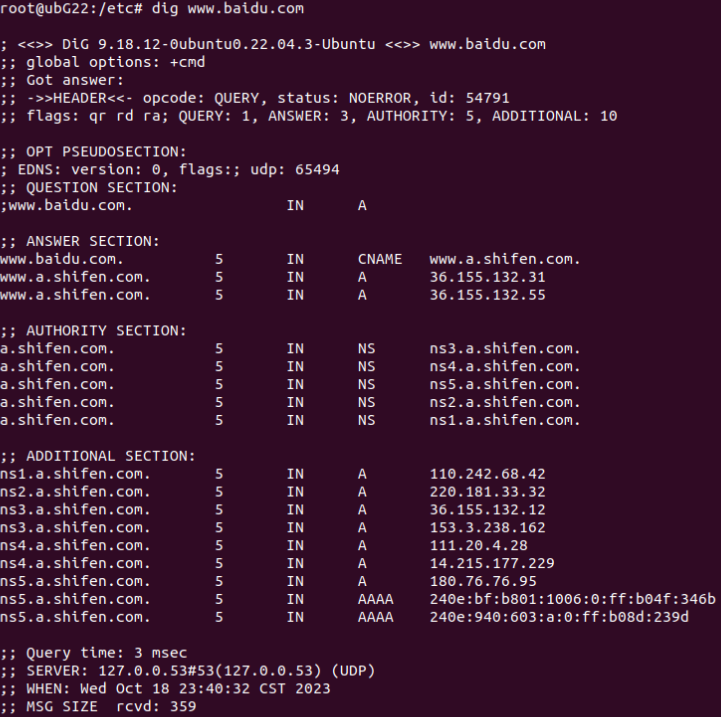 root@ubG22:/etc# dig www.baidu.com
; <<>> DiG 9.18.12-0ubuntu0.22.04.3-Ubuntu <<>> www.baidu.com
;; global options: +cmd
;; Got answer:
;; ->>HEADER<<- opcode: QUERY, status: NOERROR, id: 54791
;; flags: qr rd ra; QUERY: 1, ANSWER: 3, AUTHORITY: 5, ADDITIONAL: 10
;; OPT PSEUDOSECTION:
; EDNS: version: 0, flags:; udp: 65494
;; QUESTION SECTION:
;www.baidu.com. IN A
;; ANSWER SECTION:
www.baidu.com. 5 IN CNAME www.a.shifen.com.
www.a.shifen.com. 5 IN A 36.155.132.31
www.a.shifen.com. 5 IN A 36.155.132.55
;; AUTHORITY SECTION:
a.shifen.com. 5 IN NS ns3.a.shifen.com.
a.shifen.com. 5 IN NS ns4.a.shifen.com.
a.shifen.com. 5 IN NS ns5.a.shifen.com.
a.shifen.com. 5 IN NS ns2.a.shifen.com.
a.shifen.com. 5 IN NS ns1.a.shifen.com.
;; ADDITIONAL SECTION:
ns1.a.shifen.com. 5 IN A 110.242.68.42
ns2.a.shifen.com. 5 IN A 220.181.33.32
ns3.a.shifen.com. 5 IN A 36.155.132.12
ns3.a.shifen.com. 5 IN A 153.3.238.162
ns4.a.shifen.com. 5 IN A 111.20.4.28
ns4.a.shifen.com. 5 IN A 14.215.177.229
ns5.a.shifen.com. 5 IN A 180.76.76.95
ns5.a.shifen.com. 5 IN AAAA 240e:bf:b801:1006:0:ff:b04f:346b
ns5.a.shifen.com. 5 IN AAAA 240e:940:603:a:0:ff:b08d:239d
;; Query time: 3 msec
;; SERVER: 127.0.0.53#53(127.0.0.53) (UDP)
;; WHEN: Wed Oct 18 23:40:32 CST 2023
;; MSG SIZE rcvd: 359